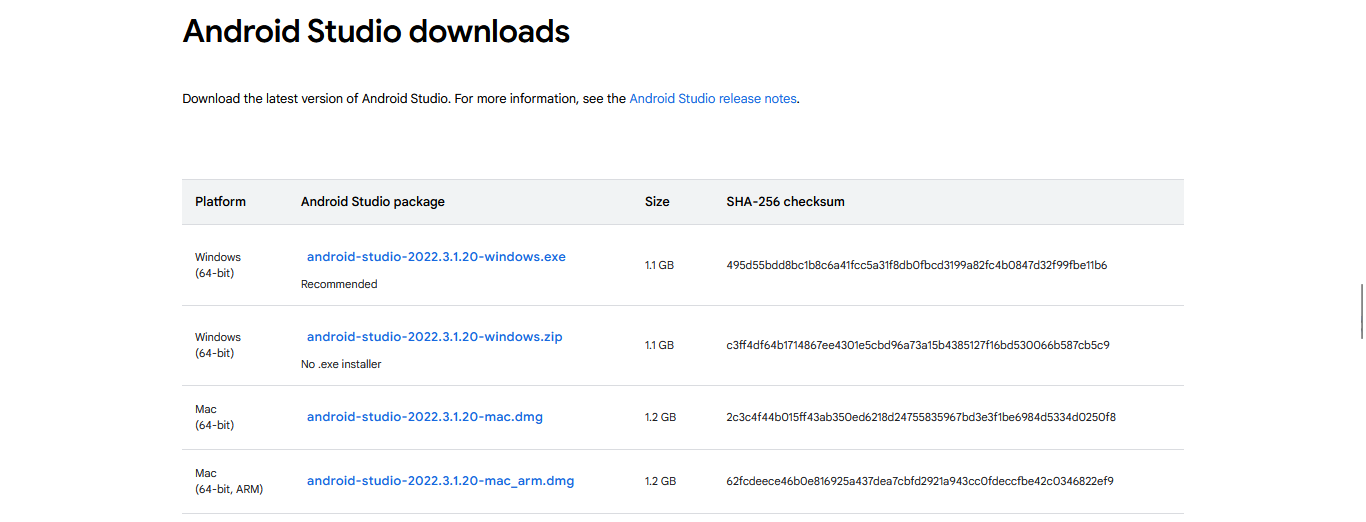 Android Studio downloads
Download the latest version of Android Studio. For more information, see the Android Studio release notes.
Platform Android Studio package Size SHA-256 checksum
Windows
(64-bit)
android-studio-2022.3.1.20-windows.exe
Recommended
1.1 GB
495d55bdd8bc1b8c6a41fcc5a31f8db0fbcd3199a82fc4b0847d32f99fbe11b6
Windows
(64-bit)
android-studio-2022.3.1.20-windows.zip
No .exe installer
1.1 GB
c3ff4df64b1714867ee4301e5cbd96a73a15b4385127f16bd530066b587cb5c9
Mac
(64-bit)
android-studio-2022.3.1.20-mac.dmg
1.2 GB
2c3c4f44b015ff43ab350ed6218d24755835967bd3e3f1be6984d5334d0250f8
Mac
(64-bit, ARM)
android-studio-2022.3.1.20-mac_arm.dmg
1.2 GB
62fcdeece46b0e816925a437dea7cbfd2921a943cc0fdeccfbe42c0346822ef9